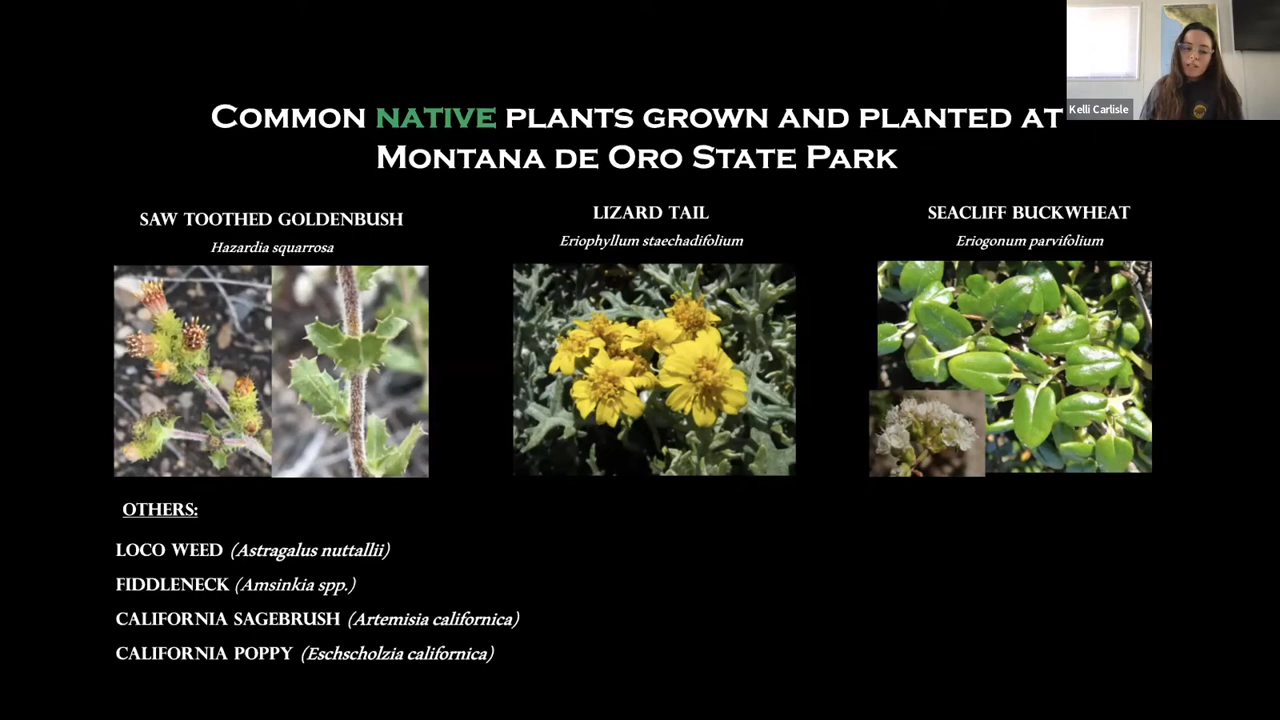 Kelli Carlisle
COMMON NATIVE PLANTS GROWN AND PLANTED AT
MONTANA DE ORO STATE PARK
SAW TOOTHED GOLDENBUSH
Hazardia squarrosa
LIZARD TAIL
Eriophyllum staechadifolium
SEACLIFF BUCKWHEAT
Eriogonum parvifolium
OTHERS:
LOCO WEED (Astragalus nuttallii)
FIDDLENECK (Amsinkia spp.)
CALIFORNIA SAGEBRUSH (Artemisia californica)
CALIFORNIA POPPY (Eschscholzia californica)